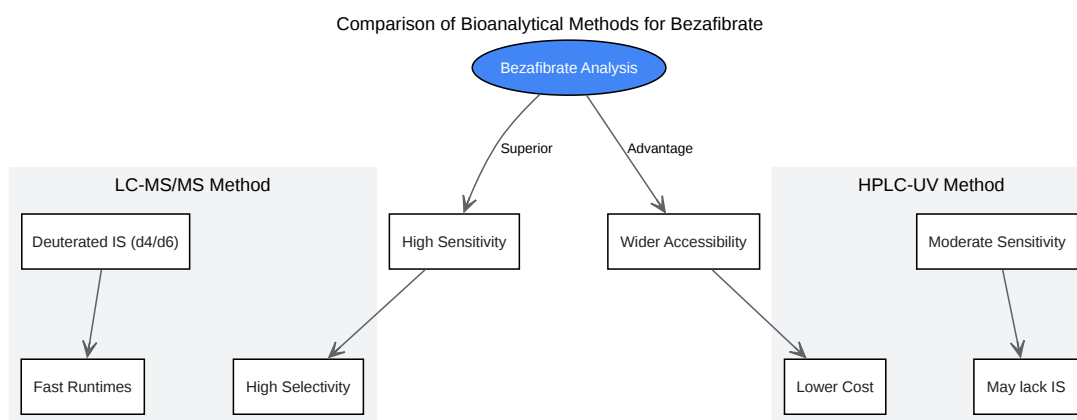 Comparison of Bioanalytical Methods for Bezafibrate
Bezafibrate Analysis
Superior
Advantage
LC-MS/MS Method
HPLC-UV Method
Deuterated IS (d4/d6)
High Sensitivity
Wider Accessibility
Moderate Sensitivity
Fast Runtimes
High Selectivity
Lower Cost
May lack IS